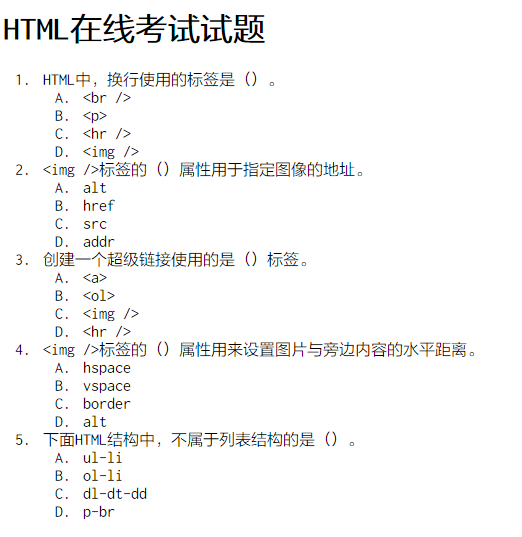 HTML在线考试试题
1. HTML中，换行使用的标签是（）。
A. <br />
B. <p>
C. <hr />
D. <img />
2. <img />标签的（）属性用于指定图像的地址。
A. alt
B. href
C. src
D. addr
3. 创建一个超级链接使用的是（）标签。
A. <a>
B. <ol>
C. <img />
D. <hr />
4. <img />标签的（）属性用来设置图片与旁边内容的水平距离。
A. hspace
B. vspace
C. border
D. alt
5. 下面HTML结构中，不属于列表结构的是（）。
A. ul-li
B. ol-li
C. dl-dt-dd
D. p-br